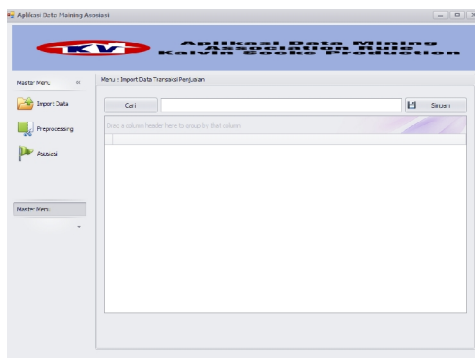 Aplikasi Data Maining Asosiasi
KV
Aplikasi Data Mining
Association Rule
Kalvin Socks Production
Master Menu
Menu : Import Data Transaksi Penjualan
Import Data
Cari
Simpan
Drag a column header here to group by that column
Preprocessing
Asosiasi
Master Menu